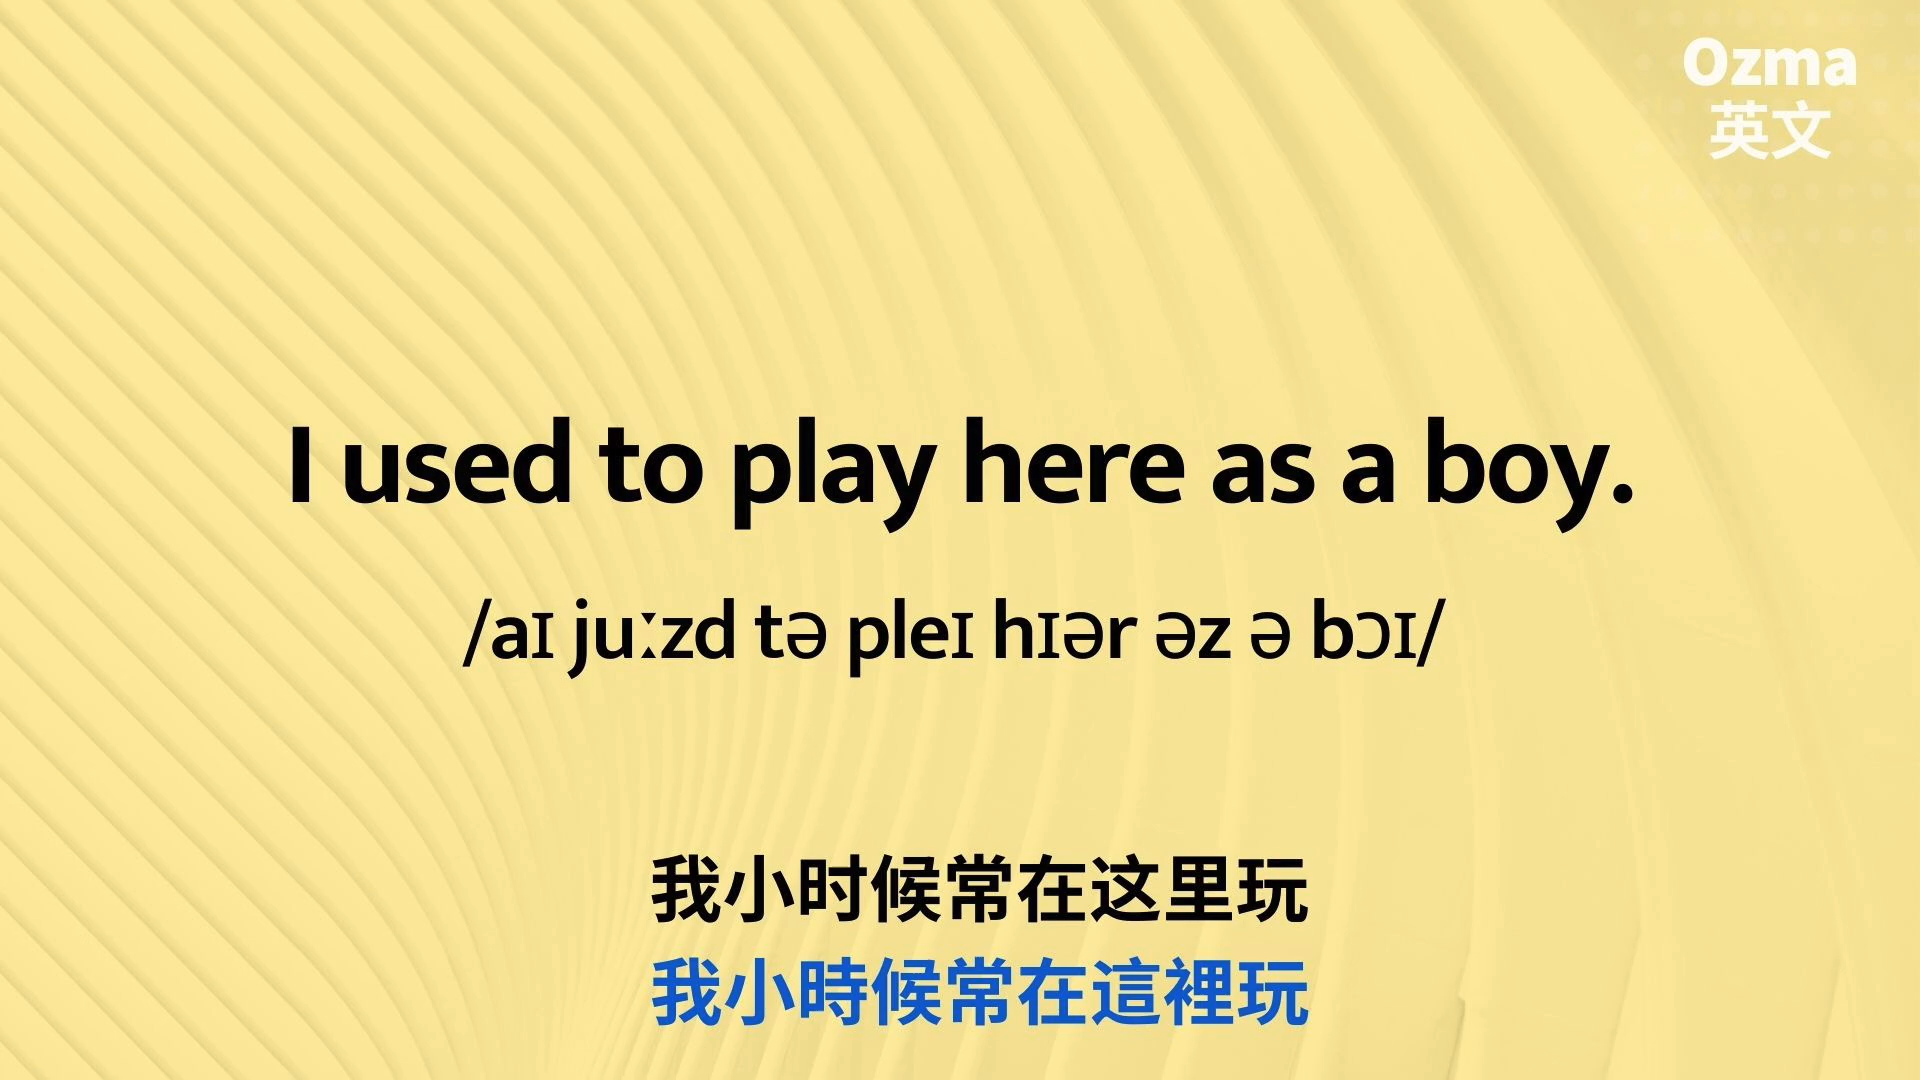 Ozma
英文
I used to play here as a boy.
/aɪ juːzd tə pleɪ hɪər əz ə bɔɪ/
我小时候常在这里玩
我小時候常在這裡玩